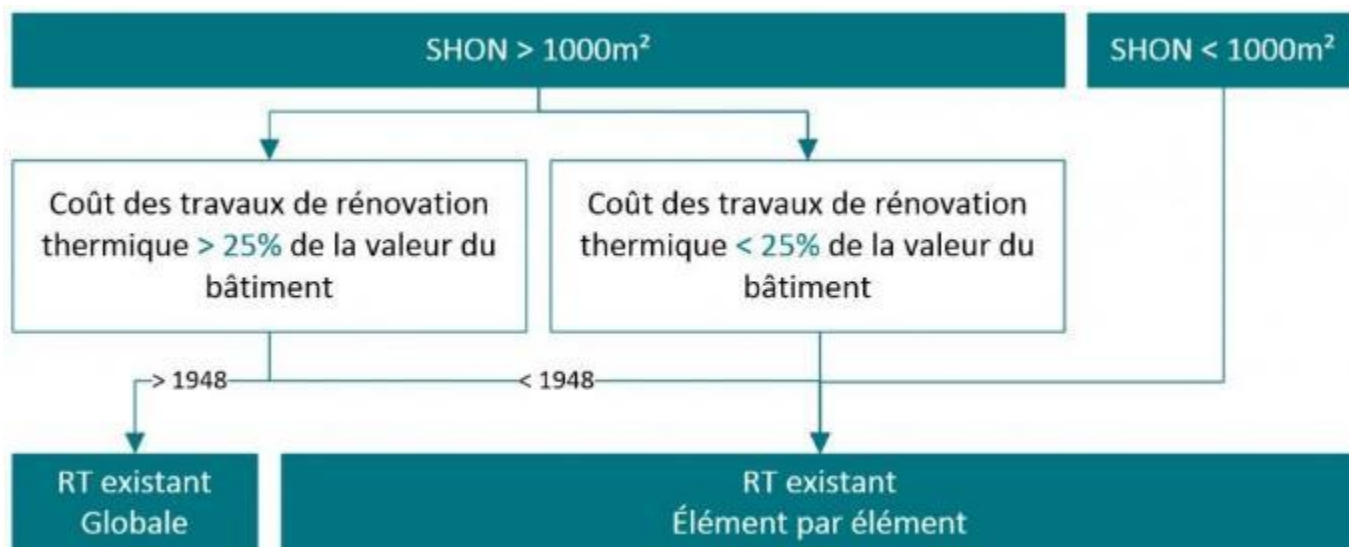 SHON > 1000m²
SHON < 1000m²
Coût des travaux de rénovation
thermique > 25% de la valeur du
bâtiment
Coût des travaux de rénovation
thermique < 25% de la valeur du
bâtiment
> 1948
< 1948
RT existant
Globale
RT existant
Élément par élément